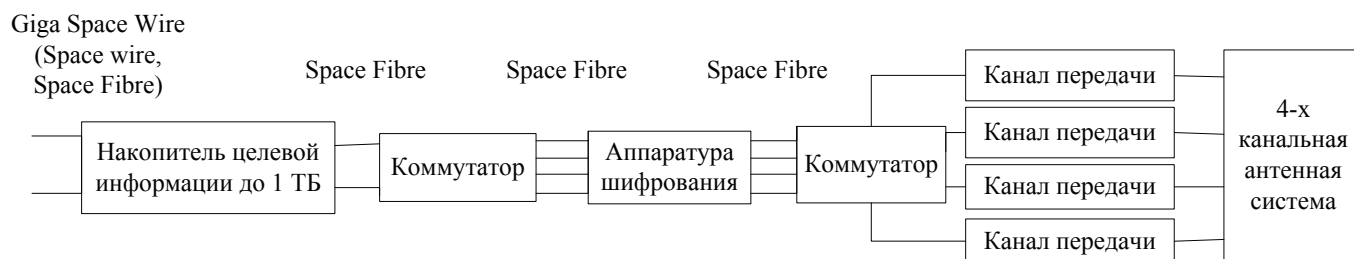 Giga Space Wire
(Space wire,
Space Fibre)
Space Fibre
Space Fibre
Space Fibre
Накопитель целевой
информации до 1 ТБ
Коммутатор
Аппаратура
шифрования
Коммутатор
Канал передачи
Канал передачи
Канал передачи
Канал передачи
4-х
канальная
антенная
система